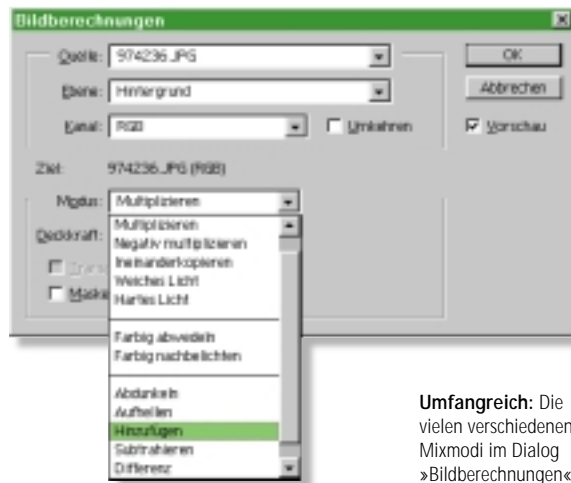 Bildberechnungen
Quelle: 974236.JPG
OK
Ebene: Hintergrund
Abbrechen
Kanal: RGB
Umkehren
Vorschau
Ziel: 974236.JPG (RGB)
Modus: Multiplizieren
Deckkraft:
Multiplizieren
Negativ multiplizieren
Ineinanderkopieren
Weiches Licht
Hartes Licht
Farbig abwedeln
Farbig nachbelichten
Abdunkeln
Aufhellen
Hinzufügen
Subtrahieren
Differenz
Umfangreich: Die
vielen verschiedenen
Mixmodi im Dialog
»Bildberechnungen«